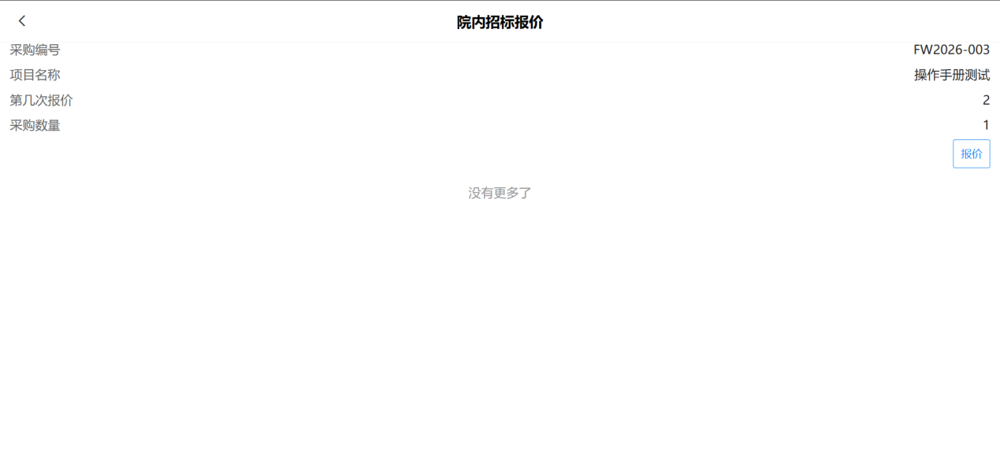 院内招标报价
采购编号 FW2026-003
项目名称 操作手册测试
第几次报价 2
采购数量 1
报价
没有更多了